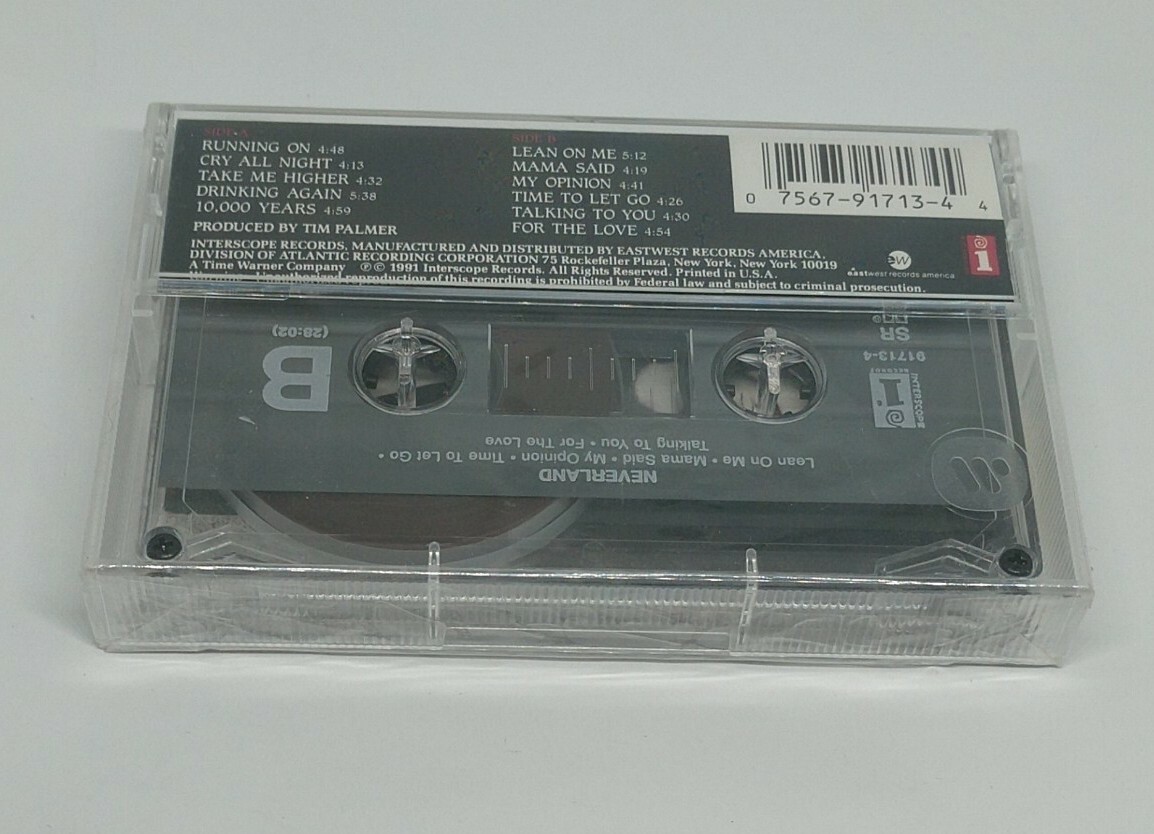 SIDE A
RUNNING ON 4:48
CRY ALL NIGHT 4:13
TAKE ME HIGHER 4:32
DRINKING AGAIN 5:38
10,000 YEARS 4:59
PRODUCED BY TIM PALMER
SIDE B
LEAN ON ME 5:12
MAMA SAID 4:19
MY OPINION 4:41
TIME TO LET GO 4:26
TALKING TO YOU 4:30
FOR THE LOVE 4:54
0 7567-91713-4 4
INTERSCOPE RECORDS, MANUFACTURED AND DISTRIBUTED BY EASTWEST RECORDS AMERICA,
DIVISION OF ATLANTIC RECORDING CORPORATION 75 Rockefeller Plaza, New York, New York 10019
A Time Warner Company ℗© 1991 Interscope Records. All Rights Reserved. Printed in U.S.A.
Warning: Unauthorized reproduction of this recording is prohibited by Federal law and subject to criminal prosecution.
ew
eastwest records america
i
NEVERLAND
Lean On Me • Mama Said • My Opinion • Time To Let Go •
Talking To You • For The Love
INTERSCOPE
RECORDS
91713-4
SR
B
(28:02)